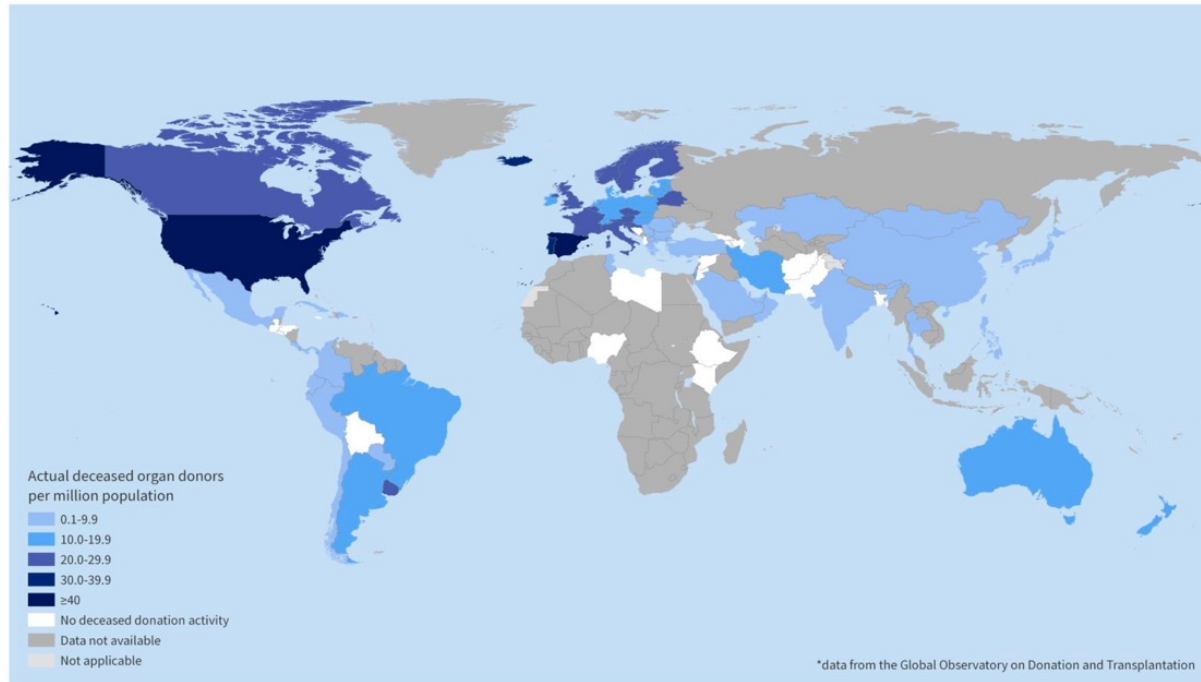 Actual deceased organ donors
per million population
0.1-9.9
10.0-19.9
20.0-29.9
30.0-39.9
≥40
No deceased donation activity
Data not available
Not applicable
*data from the Global Observatory on Donation and Transplantation